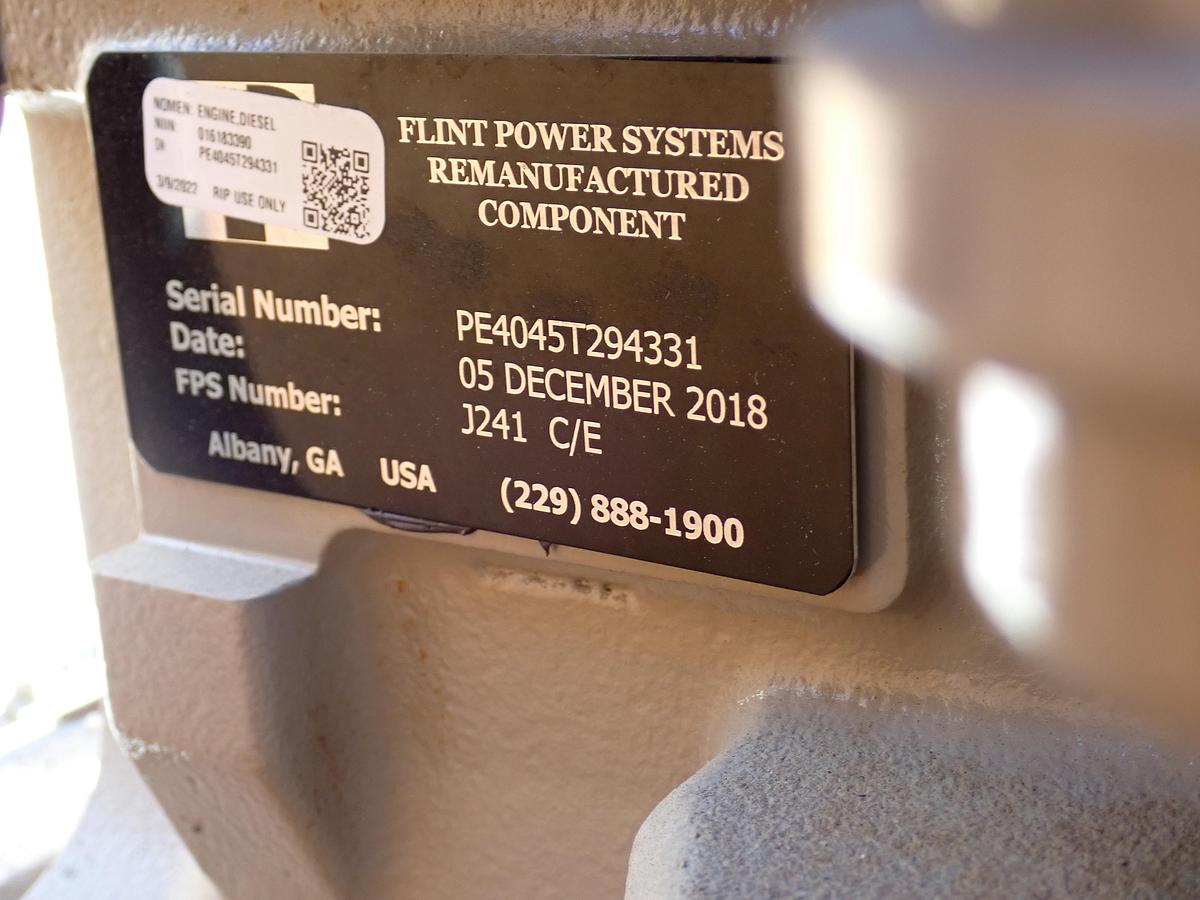 NOMEN: ENGINE,DIESEL
NIIN 016183390
SN PE4045T294331
3/9/2022 RIP USE ONLY
FLINT POWER SYSTEMS
REMANUFACTURED
COMPONENT
Serial Number: PE4045T294331
Date: 05 DECEMBER 2018
FPS Number: J241 C/E
Albany, GA USA (229) 888-1900